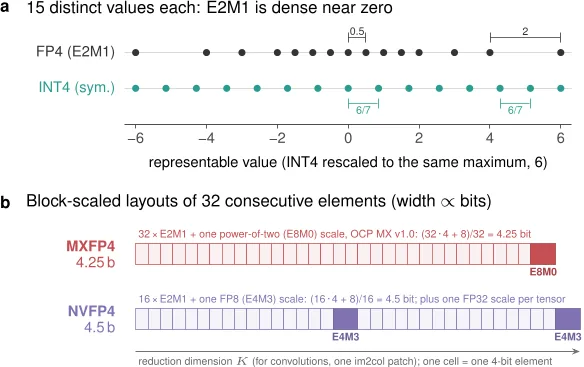 a 15 distinct values each: E2M1 is dense near zero
0.5 2
FP4 (E2M1)
INT4 (sym.)
6/7 6/7
−6 −4 −2 0 2 4 6
representable value (INT4 rescaled to the same maximum, 6)
b Block-scaled layouts of 32 consecutive elements (width ∝ bits)
32 × E2M1 + one power-of-two (E8M0) scale, OCP MX v1.0: (32 · 4 + 8)/32 = 4.25 bit
MXFP4
4.25 b
E8M0
16 × E2M1 + one FP8 (E4M3) scale: (16 · 4 + 8)/16 = 4.5 bit; plus one FP32 scale per tensor
NVFP4
4.5 b
E4M3 E4M3
reduction dimension K (for convolutions, one im2col patch); one cell = one 4-bit element